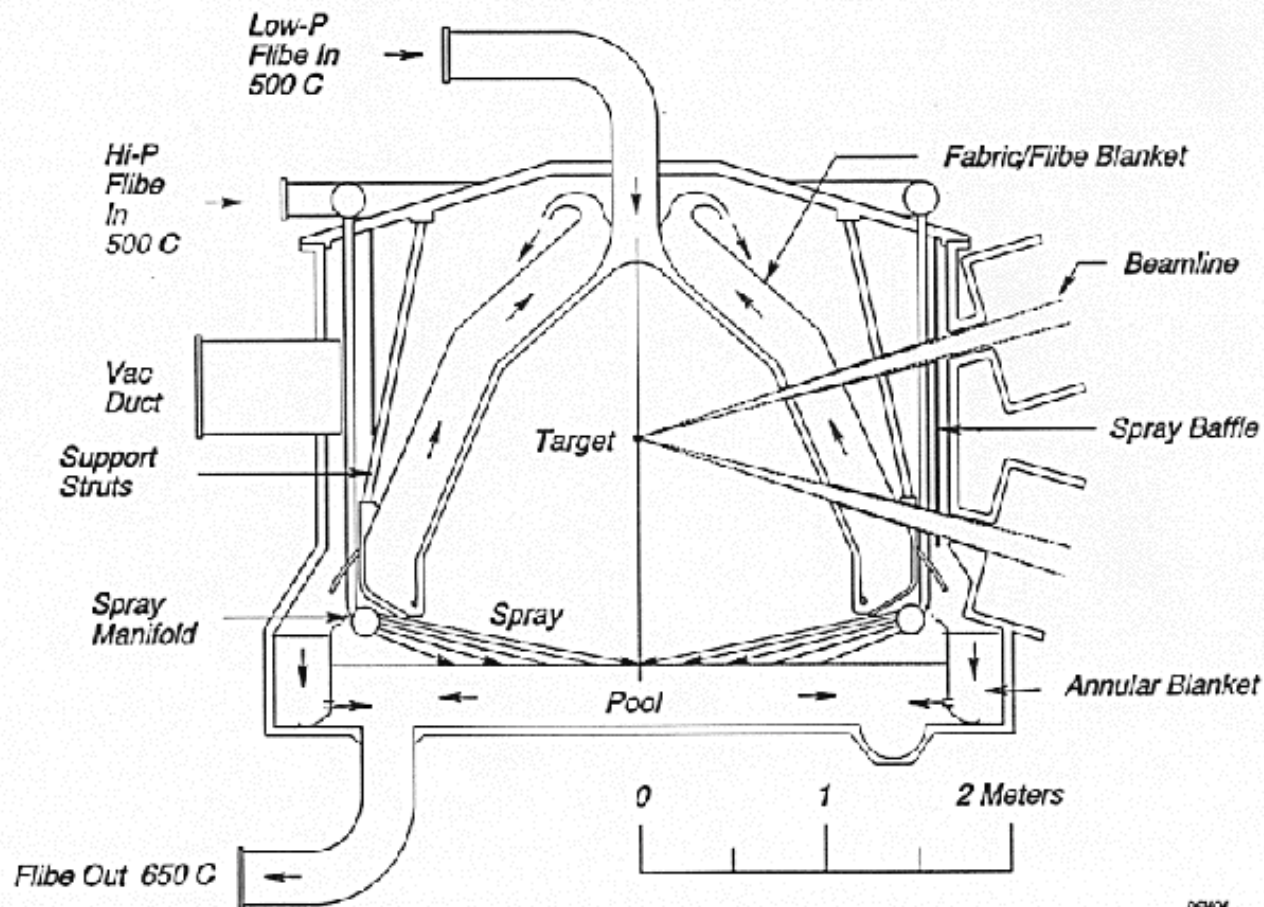 Low-P
Flibe In
500 C
Hi-P
Flibe
In
500 C
Fabric/Flibe Blanket
Beamline
Vac
Duct
Target
Spray Baffle
Support
Struts
Spray
Manifold
Spray
Pool
Annular Blanket
0 1 2 Meters
Flibe Out 650 C